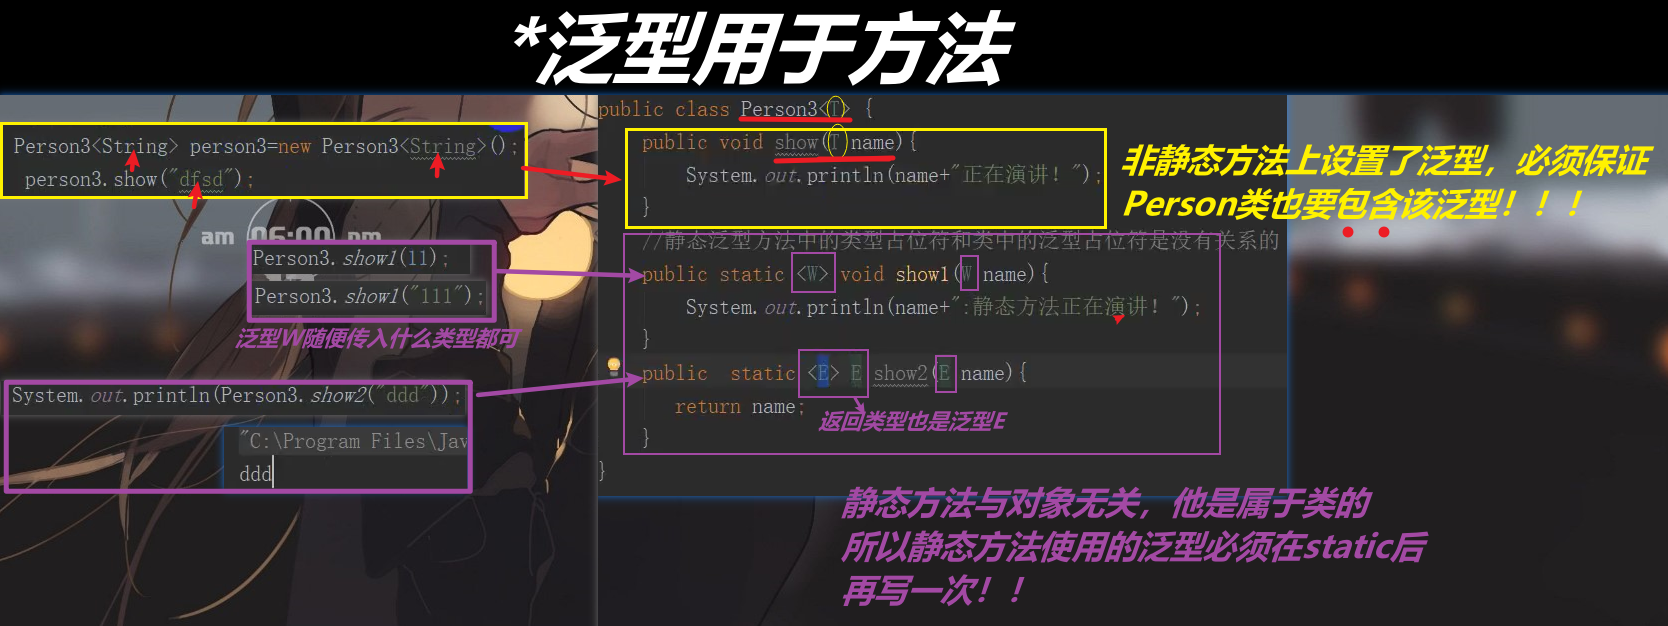 *泛型用于方法
Person3<String> person3=new Person3<String>();
person3.show("dfsd");
am 06:00 pm
Person3.show1(11);
Person3.show1("111");
泛型W随便传入什么类型都可
System.out.println(Person3.show2("ddd"));
"C:\Program Files\Jav
ddd
public class Person3<T> {
public void show(T name){
System.out.println(name+"正在演讲！");
}
//静态泛型方法中的类型占位符和类中的泛型占位符是没有关系的
public static <W> void show1(W name){
System.out.println(name+":静态方法正在演讲！");
}
public  static <E> E show2(E name){
return name;
}
返回类型也是泛型E
}
非静态方法上设置了泛型，必须保证
Person类也要包含该泛型！！！
静态方法与对象无关，他是属于类的
所以静态方法使用的泛型必须在static后
再写一次！！